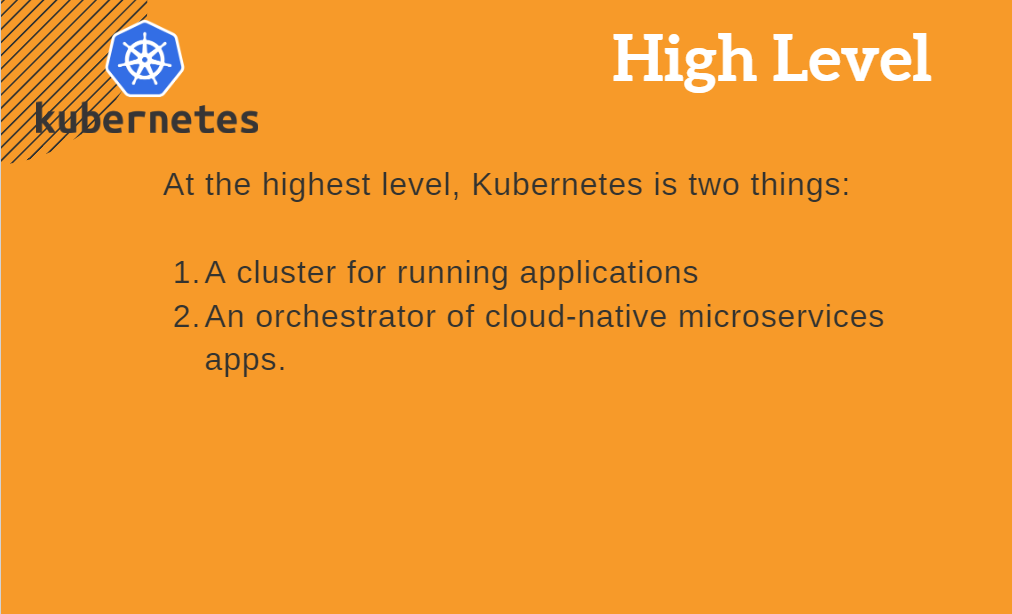 High Level
kubernetes
At the highest level, Kubernetes is two things:
1. A cluster for running applications
2. An orchestrator of cloud-native microservices
apps.